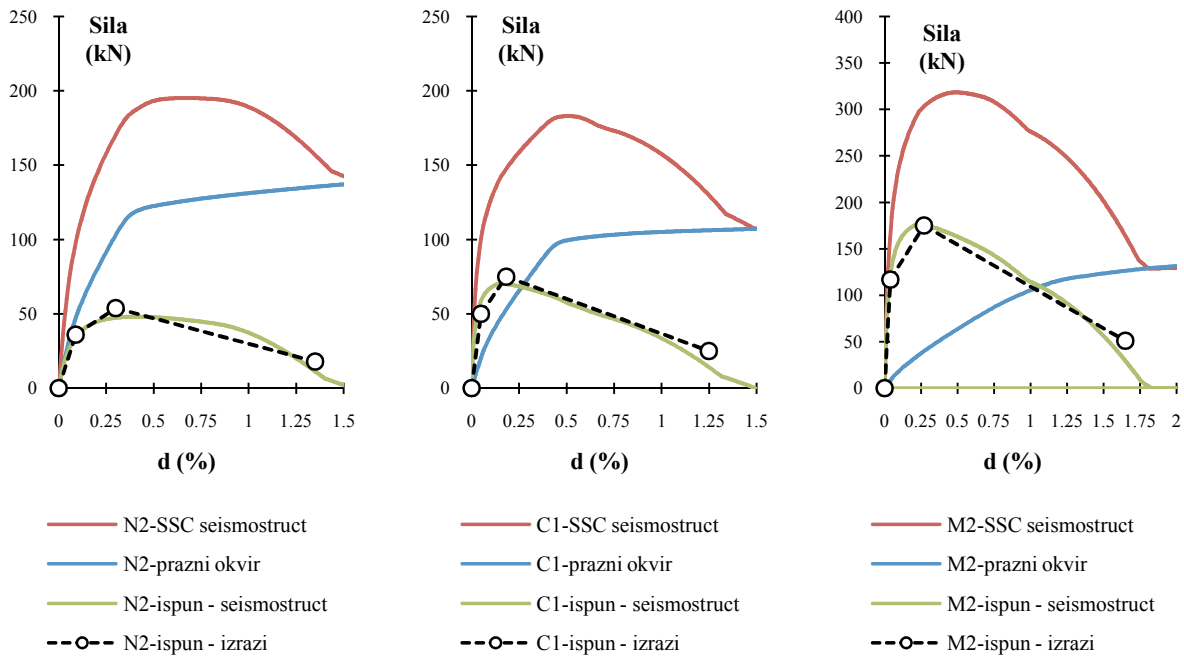 Sila
(kN)
250
200
150
100
50
0
0 0.25 0.5 0.75 1 1.25 1.5
d (%)
N2-SSC seismostruct
N2-prazni okvir
N2-ispun - seismostruct
N2-ispun - izrazi
Sila
(kN)
250
200
150
100
50
0
0 0.25 0.5 0.75 1 1.25 1.5
d (%)
C1-SSC seismostruct
C1-prazni okvir
C1-ispun - seismostruct
C1-ispun - izrazi
Sila
(kN)
400
350
300
250
200
150
100
50
0
0 0.25 0.5 0.75 1 1.25 1.5 1.75 2
d (%)
M2-SSC seismostruct
M2-prazni okvir
M2-ispun - seismostruct
M2-ispun - izrazi